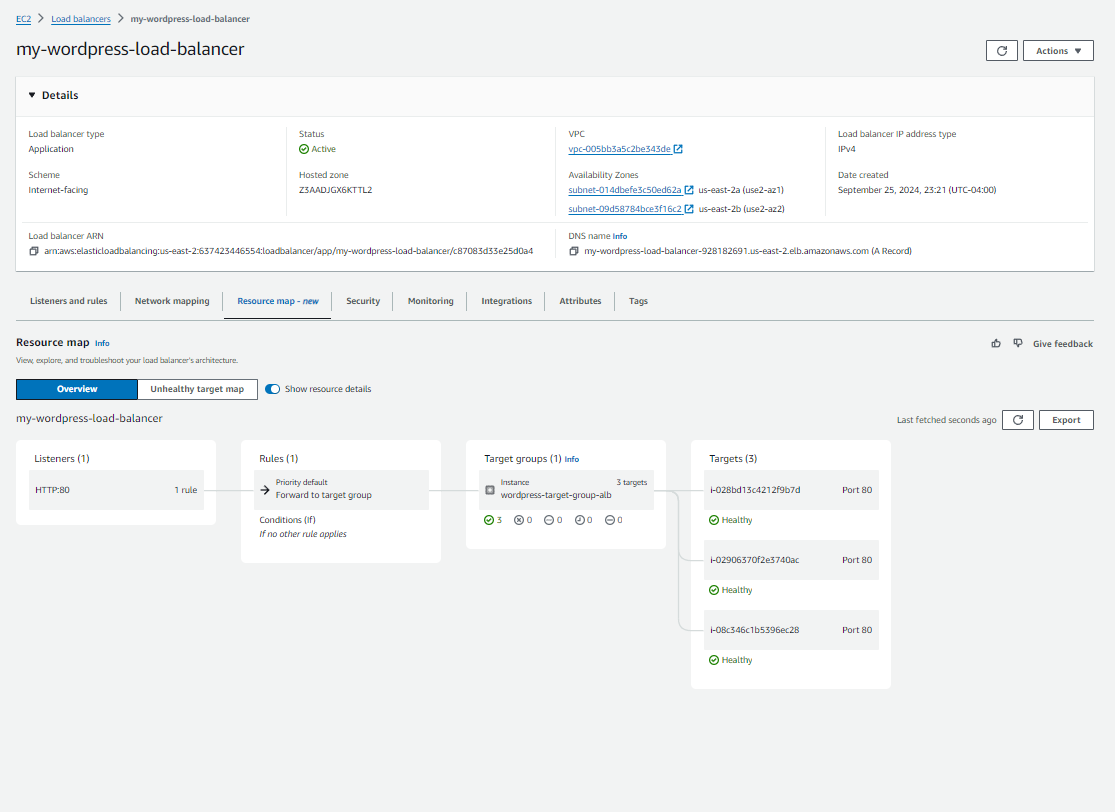 EC2 > Load balancers > my-wordpress-load-balancer
my-wordpress-load-balancer
Actions
Details
Load balancer type
Application
Status
Active
VPC
vpc-005bb3a5c2be343de
Load balancer IP address type
IPv4
Scheme
Internet-facing
Hosted zone
Z3AADJGX6KTTL2
Availability Zones
subnet-014dbefe3c50ed62a us-east-2a (use2-az1)
subnet-09d58784bce3f16c2 us-east-2b (use2-az2)
Date created
September 25, 2024, 23:21 (UTC-04:00)
Load balancer ARN
arn:aws:elasticloadbalancing:us-east-2:637423446554:loadbalancer/app/my-wordpress-load-balancer/c87083d33e25d0a4
DNS name Info
my-wordpress-load-balancer-928182691.us-east-2.elb.amazonaws.com (A Record)
Listeners and rules Network mapping Resource map - new Security Monitoring Integrations Attributes Tags
Resource map Info
Give feedback
View, explore, and troubleshoot your load balancer's architecture.
Overview Unhealthy target map Show resource details
my-wordpress-load-balancer
Last fetched seconds ago Export
Listeners (1)
HTTP:80 1 rule
Rules (1)
Priority default
Forward to target group
Conditions (If)
If no other rule applies
Target groups (1) Info
Instance 3 targets
wordpress-target-group-alb
3 0 0 0 0
Targets (3)
i-028bd13c4212f9b7d Port 80
Healthy
i-02906370f2e3740ac Port 80
Healthy
i-08c346c1b5396ec28 Port 80
Healthy